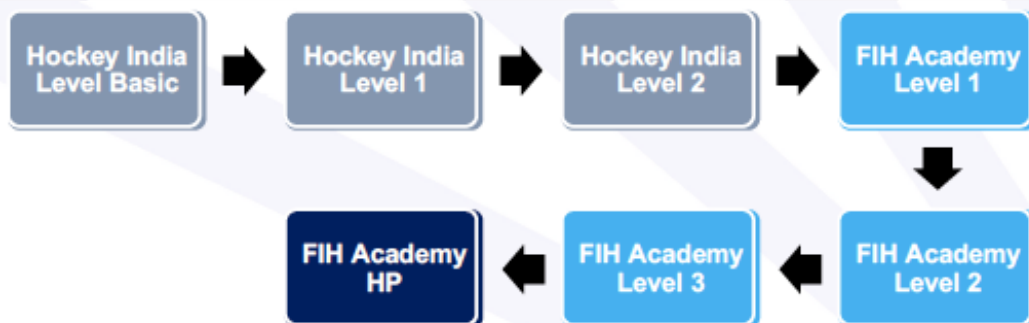 Hockey India
Level Basic
Hockey India
Level 1
Hockey India
Level 2
FIH Academy
Level 1
FIH Academy
Level 2
FIH Academy
Level 3
FIH Academy
HP